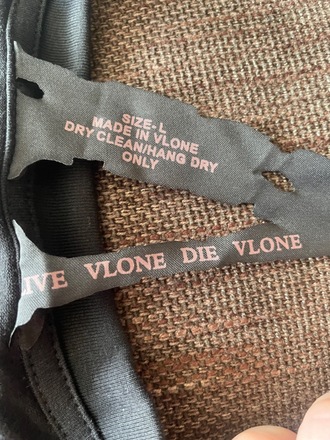 SIZE- L
MADE IN VLONE
DRY CLEAN/HANG DRY
ONLY
IVE VLONE DIE VLONE